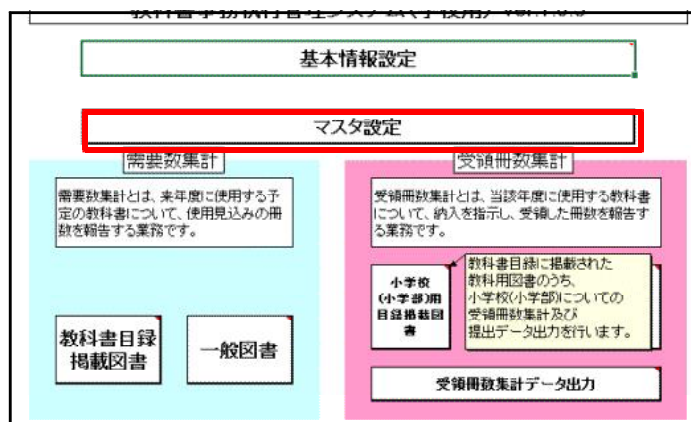 基本情報設定
マスタ設定
需要数集計
需要数集計とは、来年度に使用する予
定の教科書について、使用見込みの冊
数を報告する業務です。
教科書目録
掲載図書
一般図書
受領冊数集計
受領冊数集計とは、当該年度に使用する教科書
について、納入を指示し、受領した冊数を報告す
る業務です。
小学校
(小学部)用
目録掲載図
書
教科書目録に掲載された
教科用図書のうち、
小学校(小学部)についての
受領冊数集計及び
提出データ出力を行います。
受領冊数集計データ出力